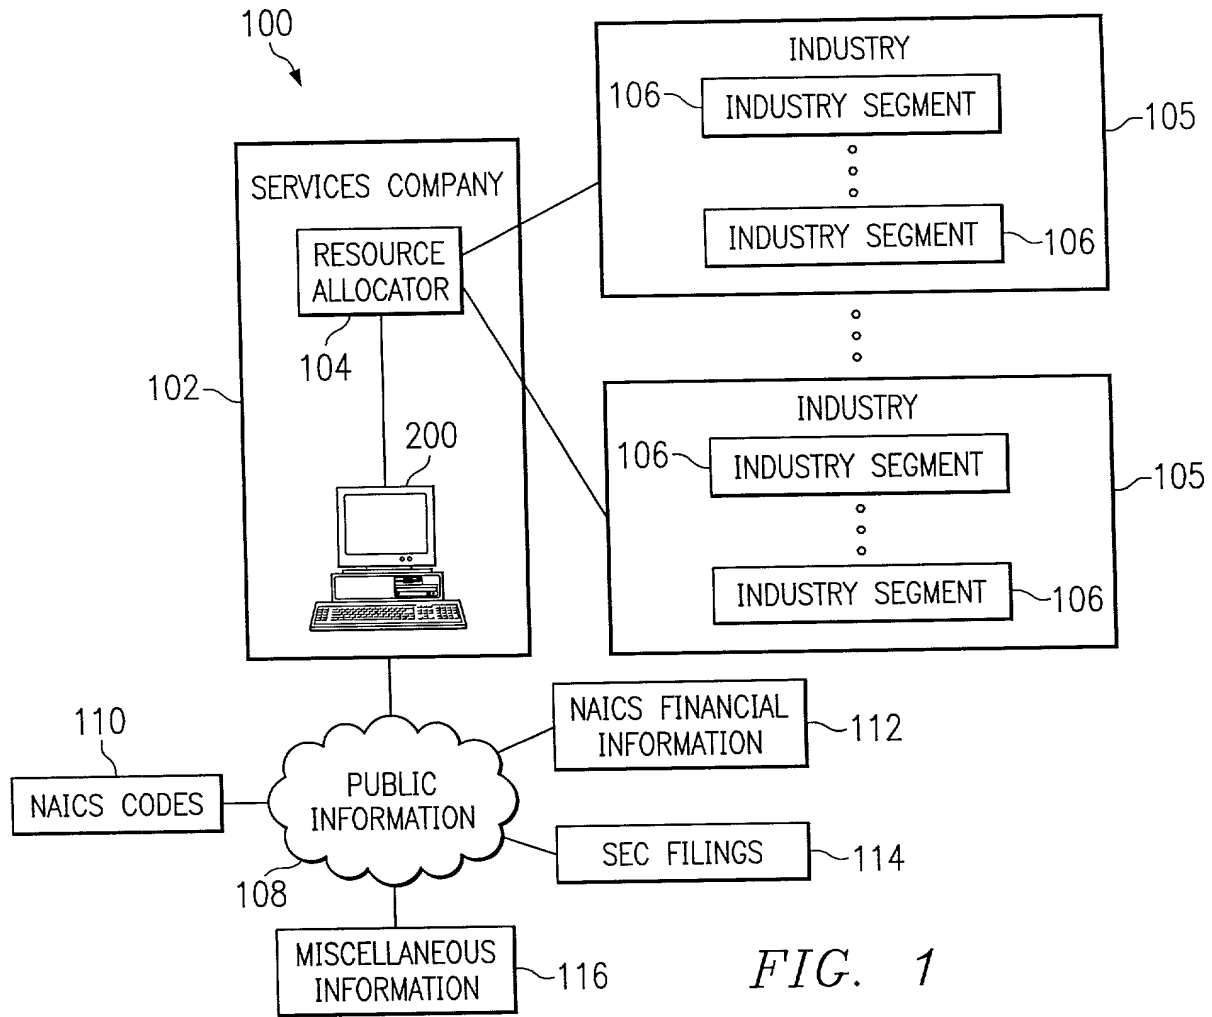 100
INDUSTRY
106
INDUSTRY SEGMENT
105
INDUSTRY SEGMENT
106
SERVICES COMPANY
RESOURCE
ALLOCATOR
104
102
200
INDUSTRY
106
INDUSTRY SEGMENT
105
INDUSTRY SEGMENT
106
110
NAICS CODES
PUBLIC
INFORMATION
108
NAICS FINANCIAL
INFORMATION
112
SEC FILINGS
114
MISCELLANEOUS
INFORMATION
116
FIG. 1